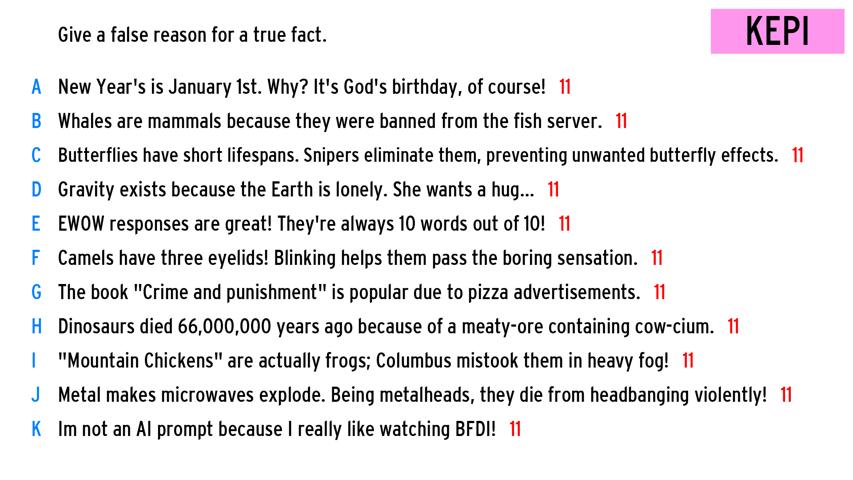 Give a false reason for a true fact.
KEPI
A New Year's is January 1st. Why? It's God's birthday, of course! 11
B Whales are mammals because they were banned from the fish server. 11
C Butterflies have short lifespans. Snipers eliminate them, preventing unwanted butterfly effects. 11
D Gravity exists because the Earth is lonely. She wants a hug... 11
E EWOW responses are great! They're always 10 words out of 10! 11
F Camels have three eyelids! Blinking helps them pass the boring sensation. 11
G The book "Crime and punishment" is popular due to pizza advertisements. 11
H Dinosaurs died 66,000,000 years ago because of a meaty-ore containing cow-cium. 11
I "Mountain Chickens" are actually frogs; Columbus mistook them in heavy fog! 11
J Metal makes microwaves explode. Being metalheads, they die from headbanging violently! 11
K Im not an AI prompt because I really like watching BFDI! 11